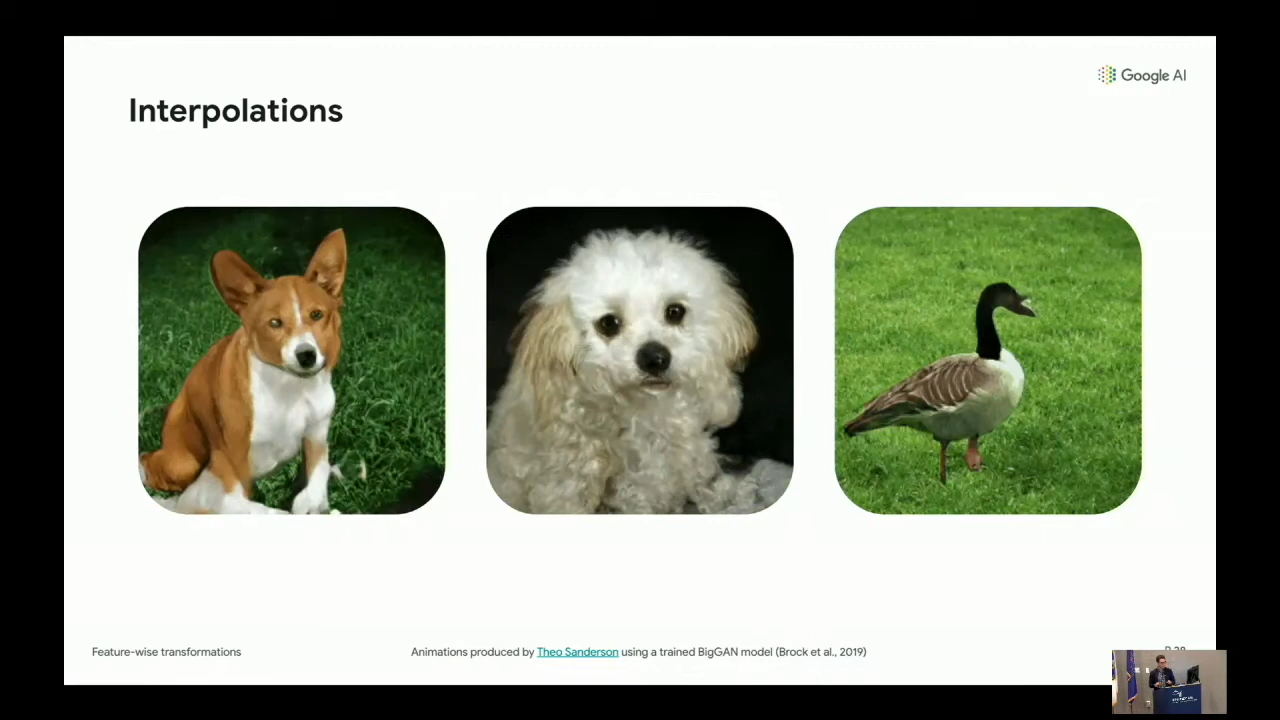 Google AI
Interpolations
Feature-wise transformations
Animations produced by Theo Sanderson using a trained BigGAN model (Brock et al., 2019)